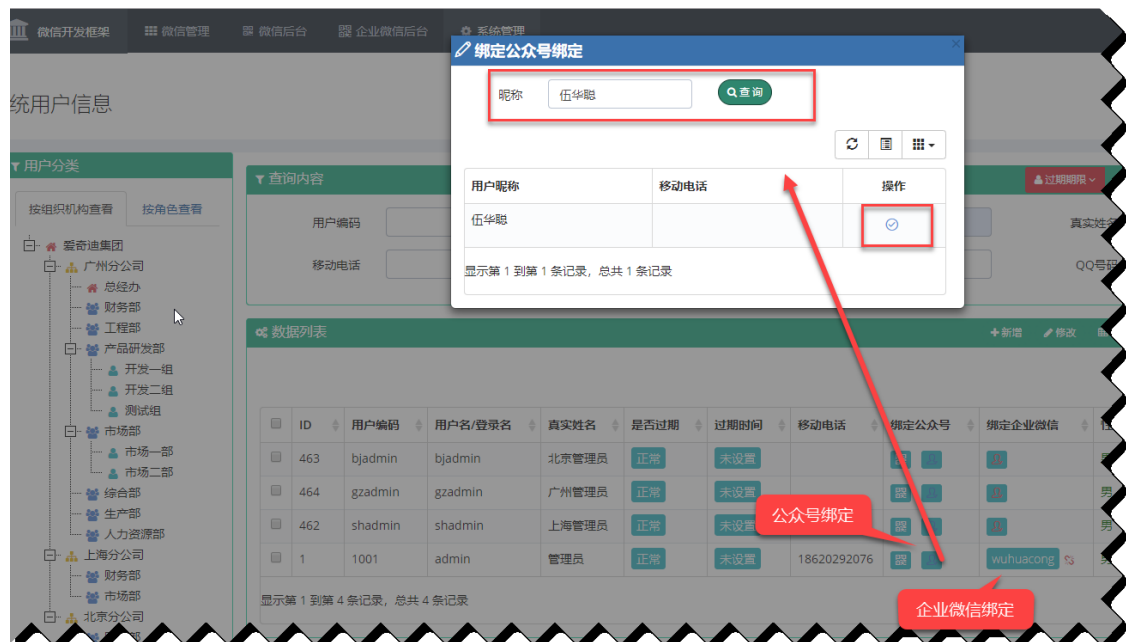 微信开发框架 微信管理 微信后台 企业微信后台 系统管理
绑定公众号绑定
昵称 伍华聪 查询
用户昵称 移动电话 操作
伍华聪
显示第 1 到第 1 条记录，总共 1 条记录
统用户信息
用户分类
按组织机构查看 按角色查看
爱奇迪集团
广州分公司
总经办
财务部
工程部
产品研发部
开发一组
开发二组
测试组
市场部
市场一部
市场二部
综合部
生产部
人力资源部
上海分公司
财务部
市场部
北京分公司
查询内容 过期期限
用户编码 真实姓名
移动电话 QQ号码
数据列表 新增 修改
ID 用户编码 用户名/登录名 真实姓名 是否过期 过期时间 移动电话 绑定公众号 绑定企业微信
463 bjadmin bjadmin 北京管理员 正常 未设置
464 gzadmin gzadmin 广州管理员 正常 未设置 男
462 shadmin shadmin 上海管理员 正常 未设置 男
1 1001 admin 管理员 正常 未设置 18620292076 wuhuacong
公众号绑定
企业微信绑定
显示第 1 到第 4 条记录，总共 4 条记录